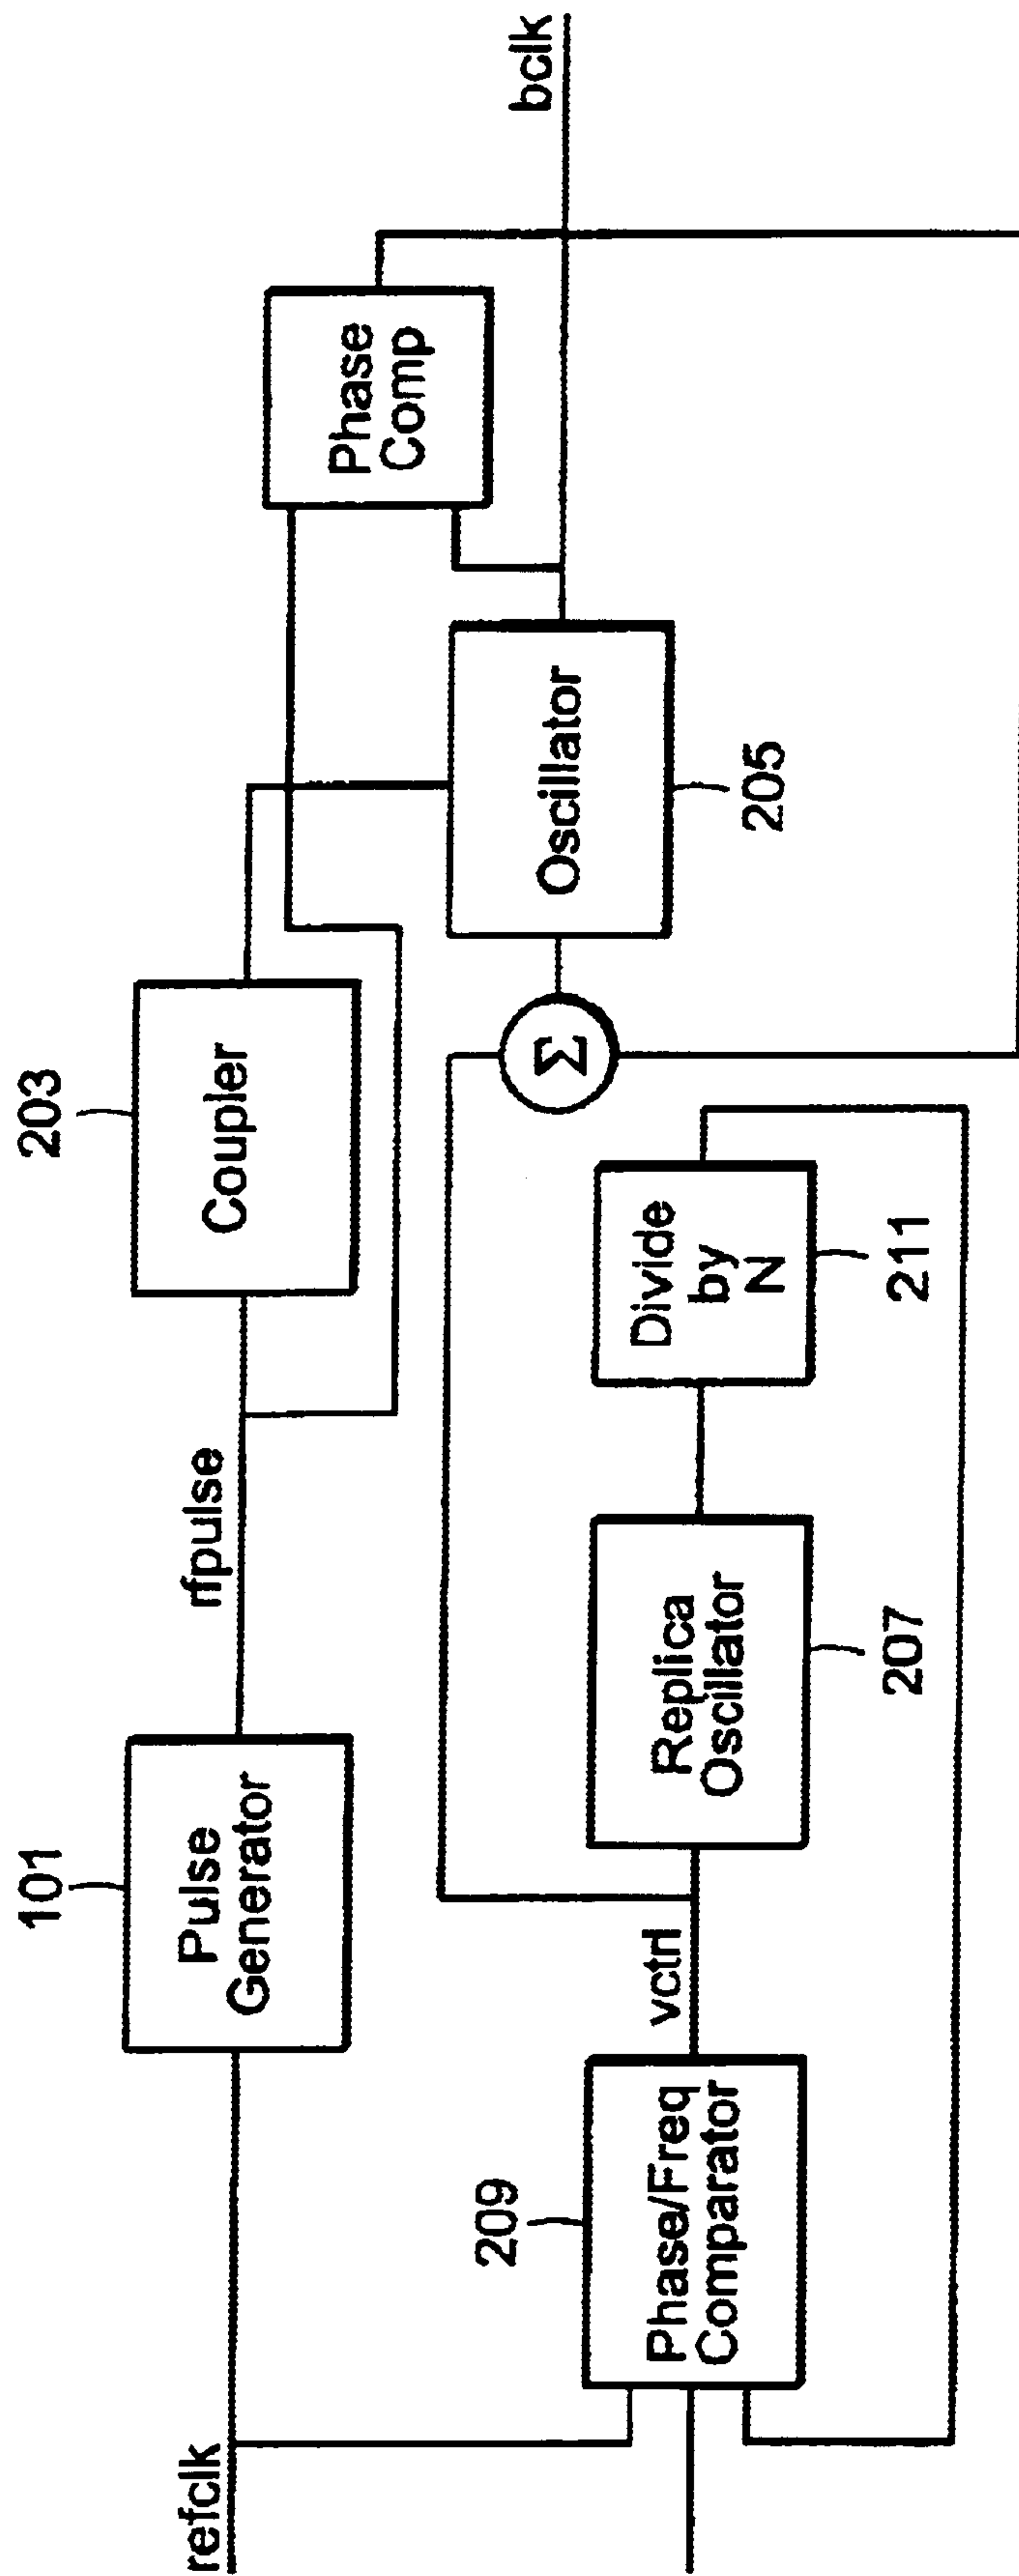 101
Pulse
Generator
203
Coupler
Phase
Comp
refclk
rfpulse
bclk
209
Phase/Freq
Comparator
vctrl
Replica
Oscillator
207
Divide
by
N
211
Σ
Oscillator
205